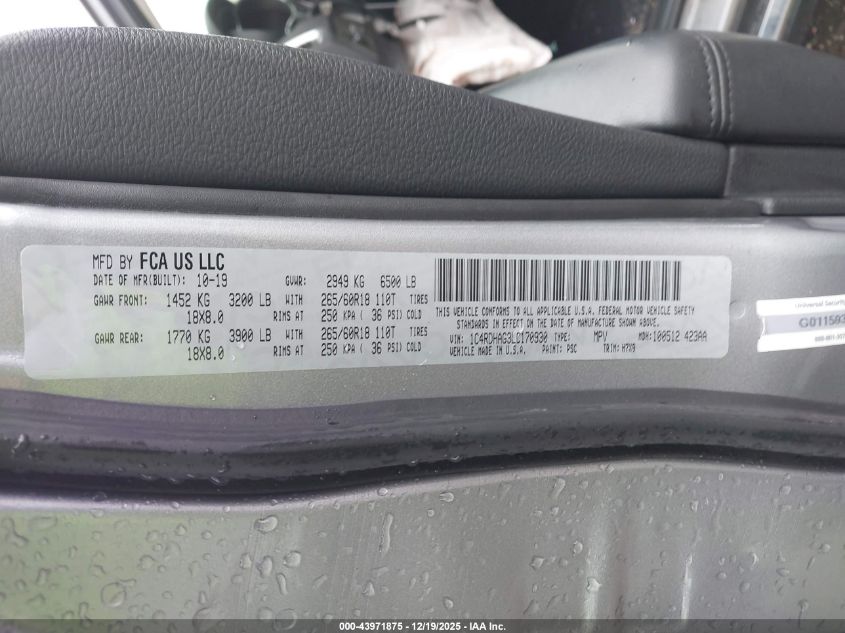 MFD BY FCA US LLC
DATE OF MFR(BUILT): 10-19 GVWR: 2949 KG 6500 LB
GAWR FRONT: 1452 KG 3200 LB WITH 265/60R18 110T TIRES
18X8.0 RIMS AT 250 KPA ( 36 PSI) COLD
GAWR REAR: 1770 KG 3900 LB WITH 265/60R18 110T TIRES
18X8.0 RIMS AT 250 KPA ( 36 PSI) COLD
THIS VEHICLE CONFORMS TO ALL APPLICABLE U.S.A. FEDERAL MOTOR VEHICLE SAFETY
STANDARDS IN EFFECT ON THE DATE OF MANUFACTURE SHOWN ABOVE.
VIN: 1C4RDHAG3LC170930 TYPE: MPV MDH:100512 423AA
VEHICLE MADE IN U.S.A. PAINT: PSC TRIM: H7X9
Universal Security
G011593
000-43971875 - 12/19/2025 - IAA Inc.